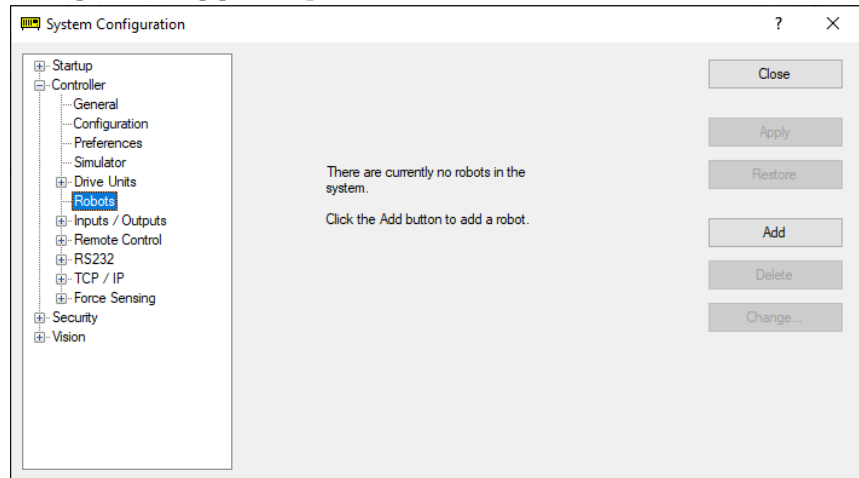 System Configuration
?
Startup
Controller
General
Configuration
Preferences
Simulator
Drive Units
Robots
Inputs / Outputs
Remote Control
RS232
TCP / IP
Force Sensing
Security
Vision
There are currently no robots in the
system.
Click the Add button to add a robot.
Close
Apply
Restore
Add
Delete
Change...